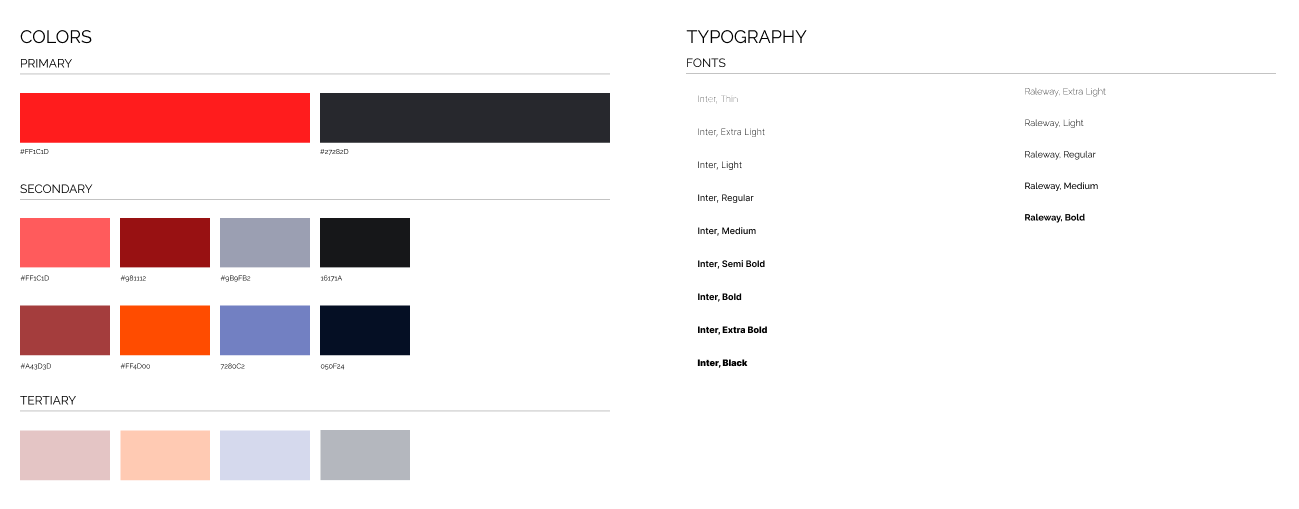 COLORS
PRIMARY
#FF1C1D
#27282D
SECONDARY
#FF1C1D
#981112
#9B9FB2
16171A
#A43D3D
#FF4D00
7280C2
050F24
TERTIARY
TYPOGRAPHY
FONTS
Inter, Thin
Inter, Extra Light
Inter, Light
Inter, Regular
Inter, Medium
Inter, Semi Bold
Inter, Bold
Inter, Extra Bold
Inter, Black
Raleway, Extra Light
Raleway, Light
Raleway, Regular
Raleway, Medium
Raleway, Bold